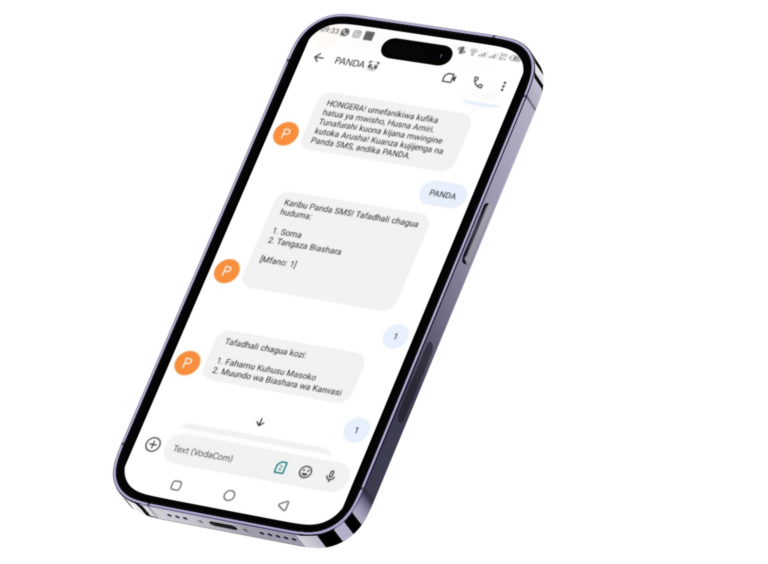 09:33
PANDA
HONGERA! umefanikiwa kufika
hatua ya mwisho, Husna Amiri.
Tunafurahi kuona kijana mwingine
kutoka Arusha! Kuanza kujijenga na
Panda SMS, andika PANDA.
P
PANDA
Karibu Panda SMS! Tafadhali chagua
huduma:
1. Soma
2. Tangaza Biashara
[Mfano: 1]
P
1
Tafadhali chagua kozi:
1. Fahamu Kuhusu Masoko
2. Muundo wa Biashara wa Kanvasi
P
1
Text (VodaCom)